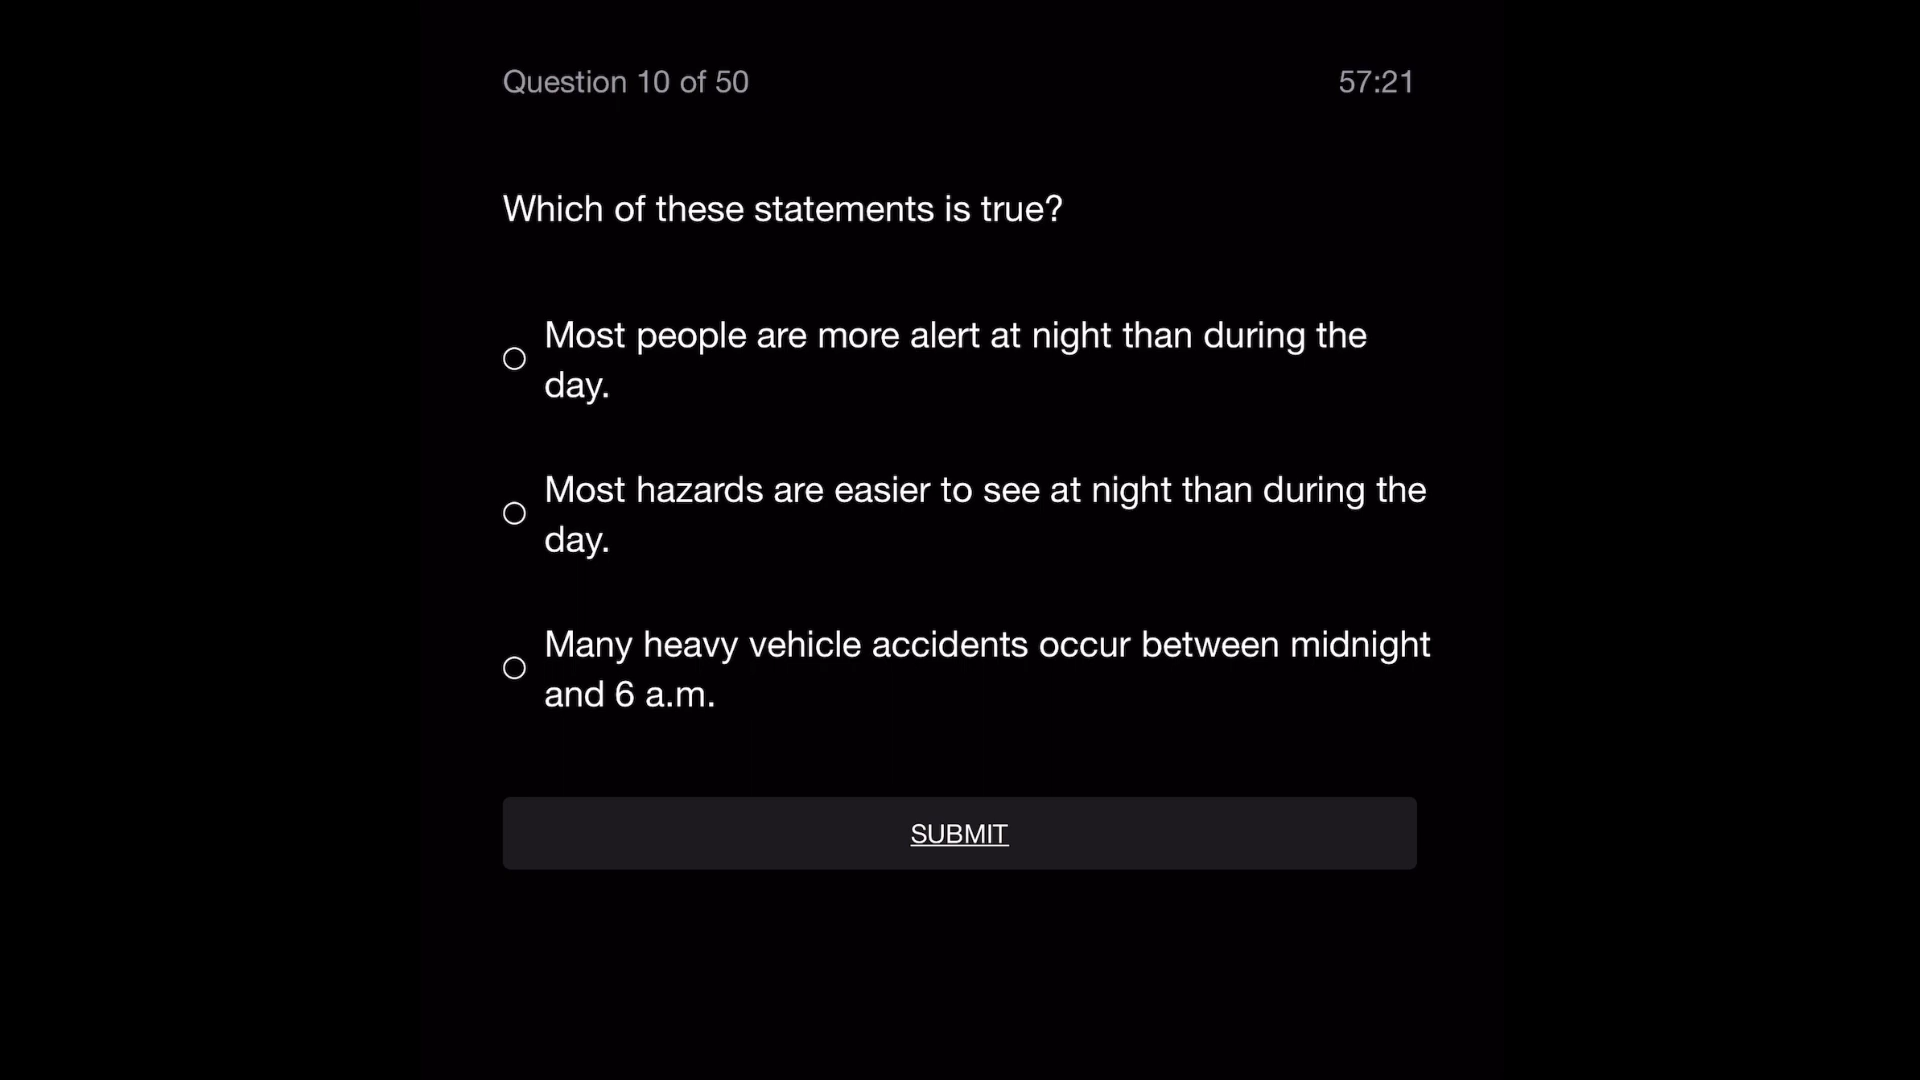 Question 10 of 50
57:21
Which of these statements is true?
Most people are more alert at night than during the
day.
Most hazards are easier to see at night than during the
day.
Many heavy vehicle accidents occur between midnight
and 6 a.m.
SUBMIT